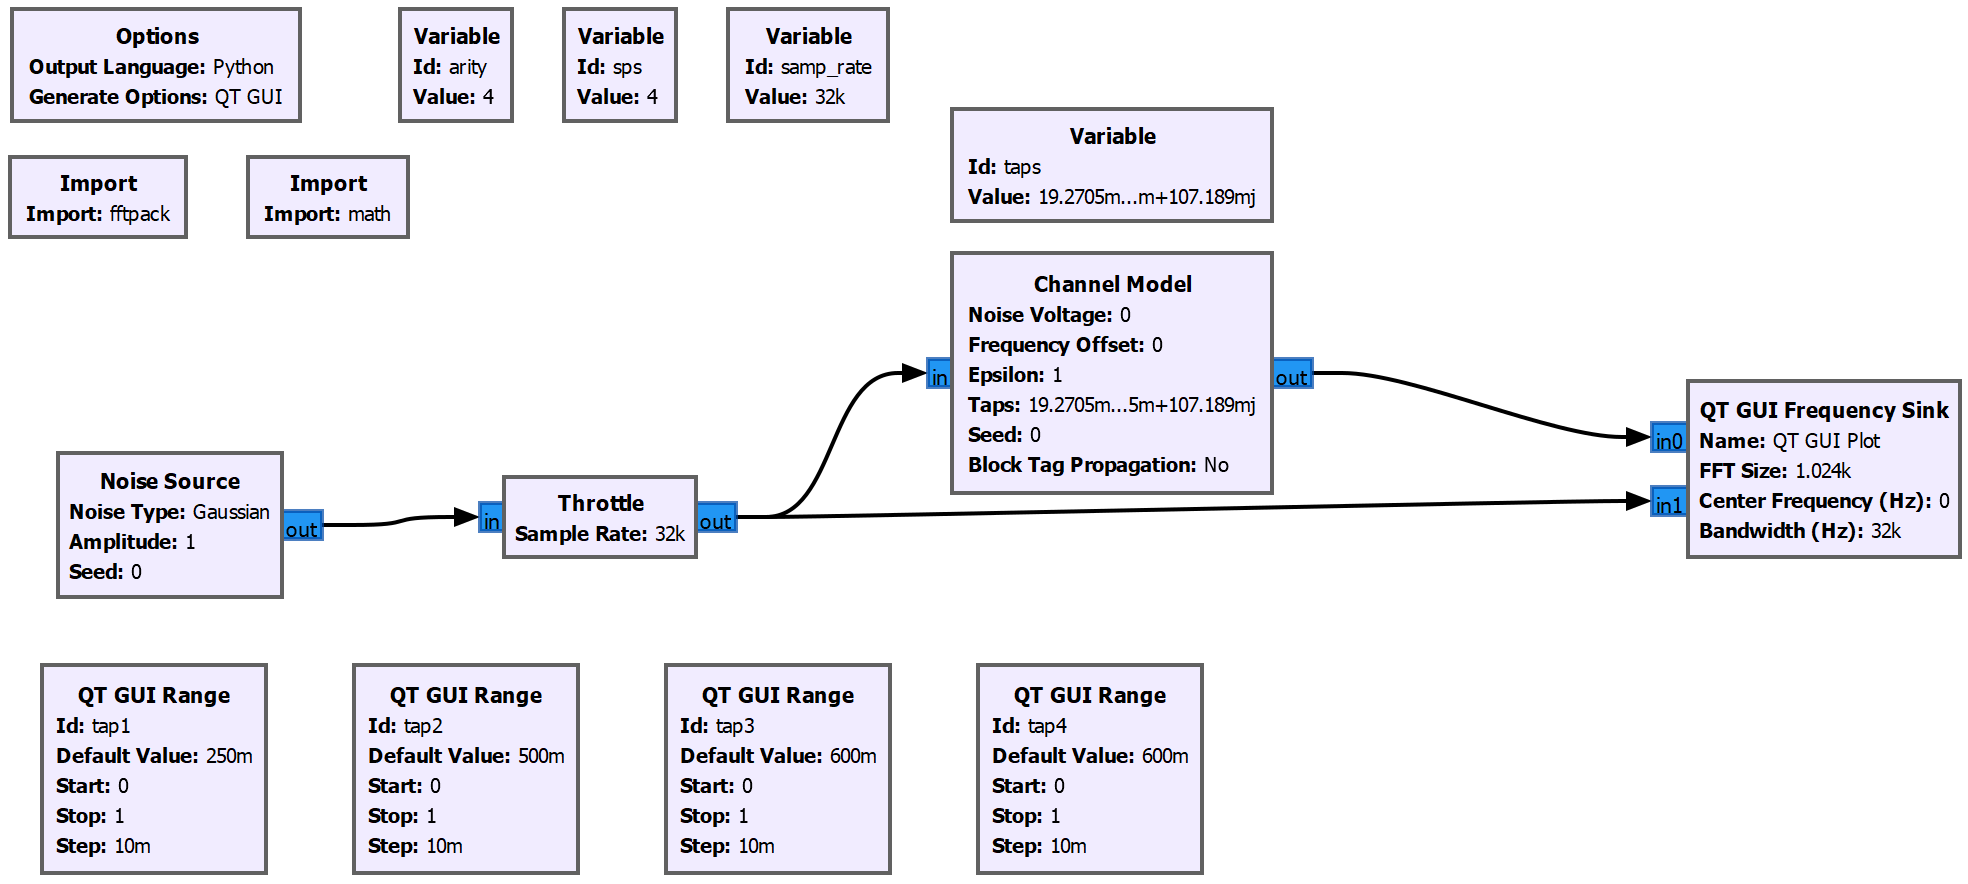 Options
Output Language: Python
Generate Options: QT GUI
Variable
Id: arity
Value: 4
Variable
Id: sps
Value: 4
Variable
Id: samp_rate
Value: 32k
Import
Import: fftpack
Import
Import: math
Variable
Id: taps
Value: 19.2705m...m+107.189mj
Channel Model
Noise Voltage: 0
Frequency Offset: 0
Epsilon: 1
Taps: 19.2705m...5m+107.189mj
Seed: 0
Block Tag Propagation: No
in
out
QT GUI Frequency Sink
Name: QT GUI Plot
FFT Size: 1.024k
Center Frequency (Hz): 0
Bandwidth (Hz): 32k
in0
in1
Noise Source
Noise Type: Gaussian
Amplitude: 1
Seed: 0
out
Throttle
Sample Rate: 32k
in
out
QT GUI Range
Id: tap1
Default Value: 250m
Start: 0
Stop: 1
Step: 10m
QT GUI Range
Id: tap2
Default Value: 500m
Start: 0
Stop: 1
Step: 10m
QT GUI Range
Id: tap3
Default Value: 600m
Start: 0
Stop: 1
Step: 10m
QT GUI Range
Id: tap4
Default Value: 600m
Start: 0
Stop: 1
Step: 10m